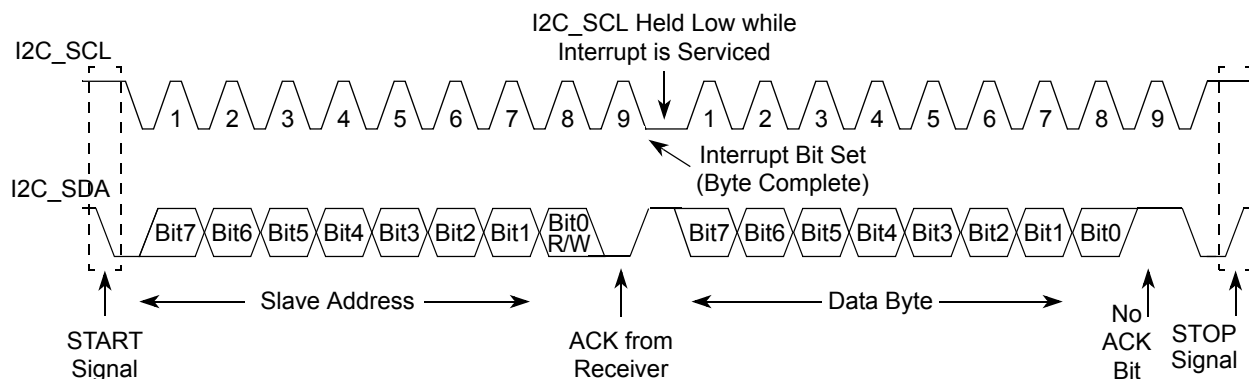 I2C_SCL Held Low while
Interrupt is Serviced
I2C_SCL
1 2 3 4 5 6 7 8 9 1 2 3 4 5 6 7 8 9
Interrupt Bit Set
(Byte Complete)
I2C_SDA
Bit7 Bit6 Bit5 Bit4 Bit3 Bit2 Bit1 Bit0 R/W Bit7 Bit6 Bit5 Bit4 Bit3 Bit2 Bit1 Bit0
Slave Address
Data Byte
START
Signal
ACK from
Receiver
No
ACK
Bit
STOP
Signal